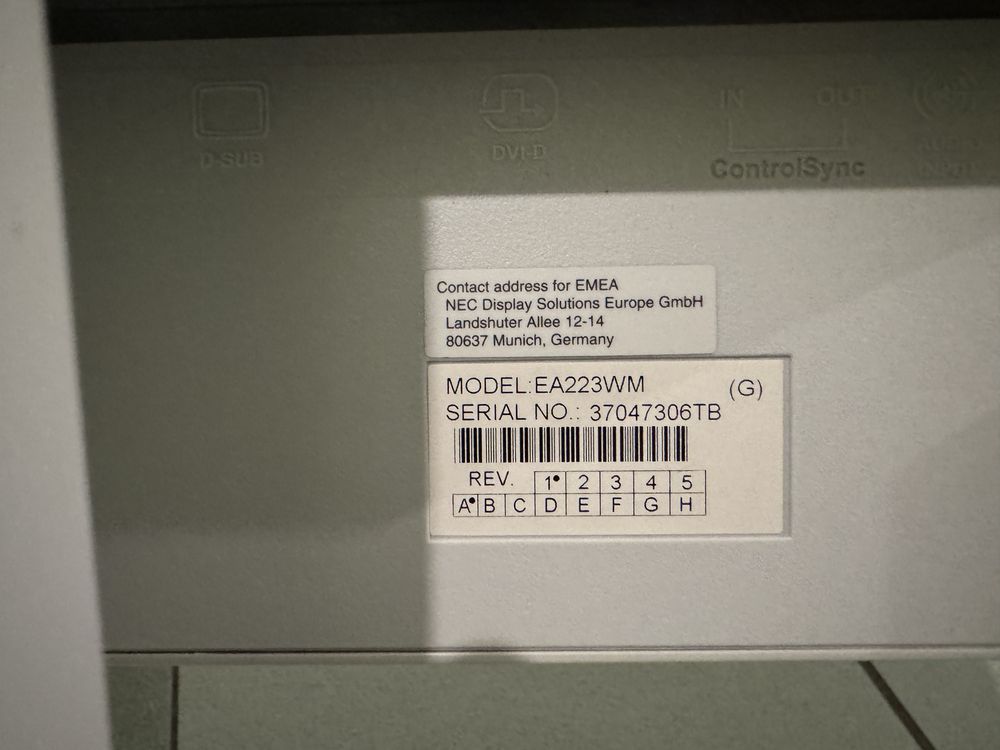 IN OUT
D-SUB DVI-D ControlSync
Contact address for EMEA
NEC Display Solutions Europe GmbH
Landshuter Allee 12-14
80637 Munich, Germany
MODEL:EA223WM (G)
SERIAL NO.: 37047306TB
REV. 1• 2 3 4 5
A• B C D E F G H